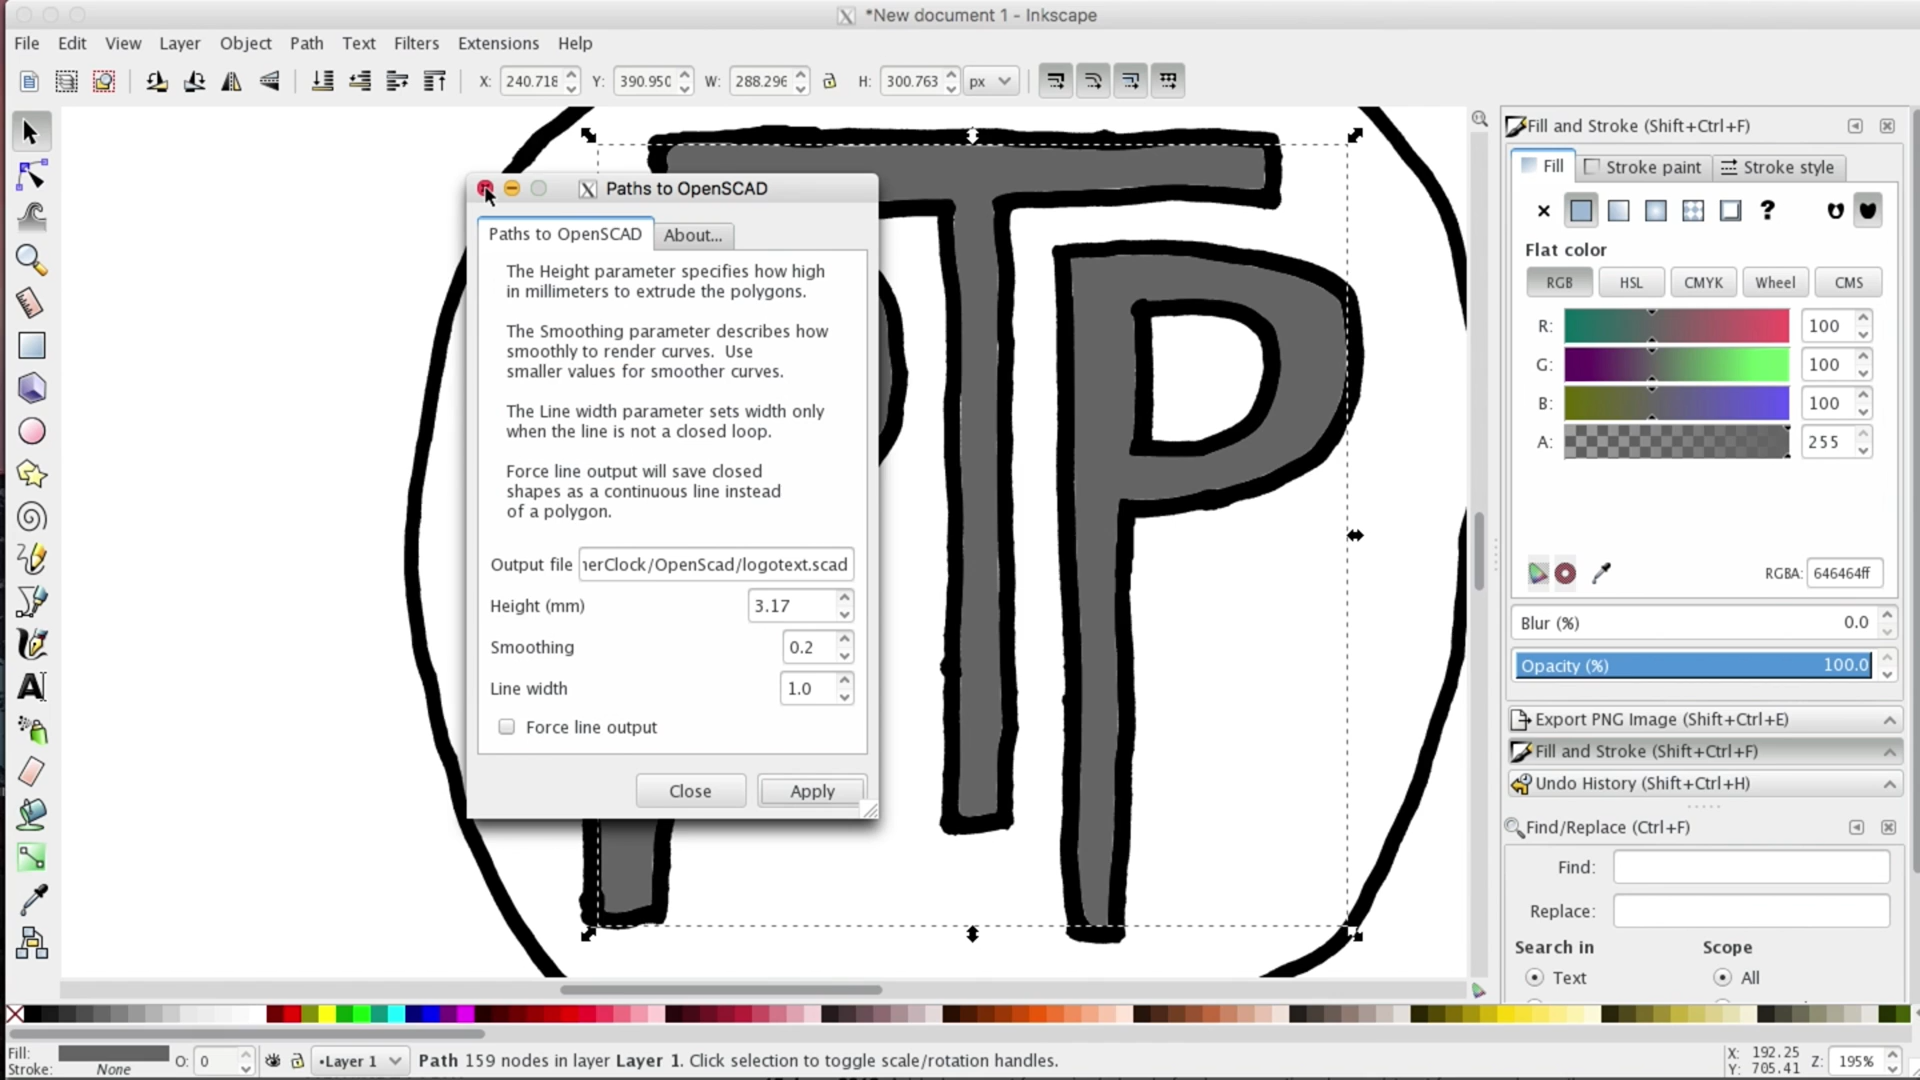 *New document 1 - Inkscape
File Edit View Layer Object Path Text Filters Extensions Help
X: 240.718 Y: 390.950 W: 288.296 H: 300.763 px
Fill and Stroke (Shift+Ctrl+F)
Fill Stroke paint Stroke style
?
Flat color
RGB HSL CMYK Wheel CMS
R: 100
G: 100
B: 100
A: 255
RGBA: 646464ff
Blur (%) 0.0
Opacity (%) 100.0
Export PNG Image (Shift+Ctrl+E)
Fill and Stroke (Shift+Ctrl+F)
Undo History (Shift+Ctrl+H)
Find/Replace (Ctrl+F)
Find:
Replace:
Search in Scope
Text All
Paths to OpenSCAD
Paths to OpenSCAD About...
The Height parameter specifies how high
in millimeters to extrude the polygons.
The Smoothing parameter describes how
smoothly to render curves. Use
smaller values for smoother curves.
The Line width parameter sets width only
when the line is not a closed loop.
Force line output will save closed
shapes as a continuous line instead
of a polygon.
Output file nerClock/OpenScad/logotext.scad
Height (mm) 3.17
Smoothing 0.2
Line width 1.0
Force line output
Close Apply
TP
Fill:
Stroke: None
O: 0
•Layer 1
Path 159 nodes in layer Layer 1. Click selection to toggle scale/rotation handles.
X: 192.25
Y: 705.41
Z: 195%